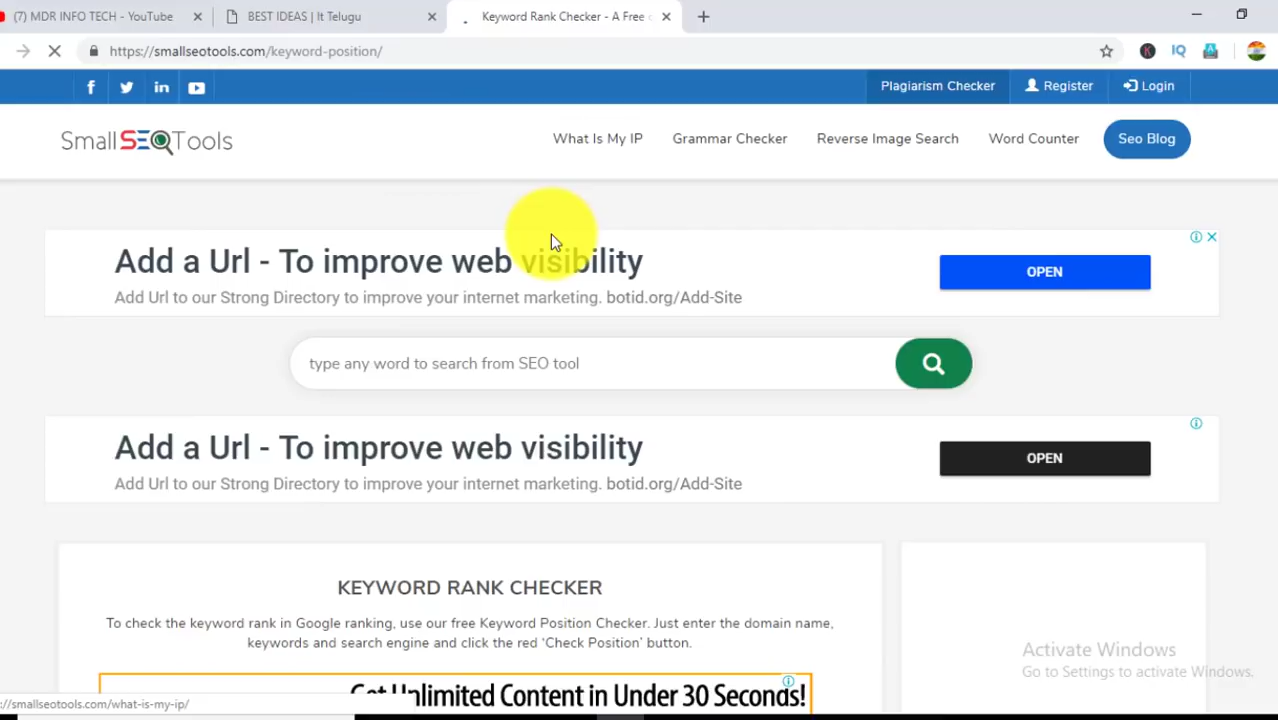 (7) MDR INFO TECH - YouTube
BEST IDEAS | It Telugu
Keyword Rank Checker - A Free
https://smallseotools.com/keyword-position/
IQ
Plagiarism Checker
Register
Login
SmallSEOTools
What Is My IP
Grammar Checker
Reverse Image Search
Word Counter
Seo Blog
Add a Url - To improve web visibility
Add Url to our Strong Directory to improve your internet marketing. botid.org/Add-Site
OPEN
type any word to search from SEO tool
Add a Url - To improve web visibility
Add Url to our Strong Directory to improve your internet marketing. botid.org/Add-Site
OPEN
KEYWORD RANK CHECKER
To check the keyword rank in Google ranking, use our free Keyword Position Checker. Just enter the domain name,
keywords and search engine and click the red ‘Check Position’ button.
Get Unlimited Content in Under 30 Seconds!
Activate Windows
Go to Settings to activate Windows.
://smallseotools.com/what-is-my-ip/